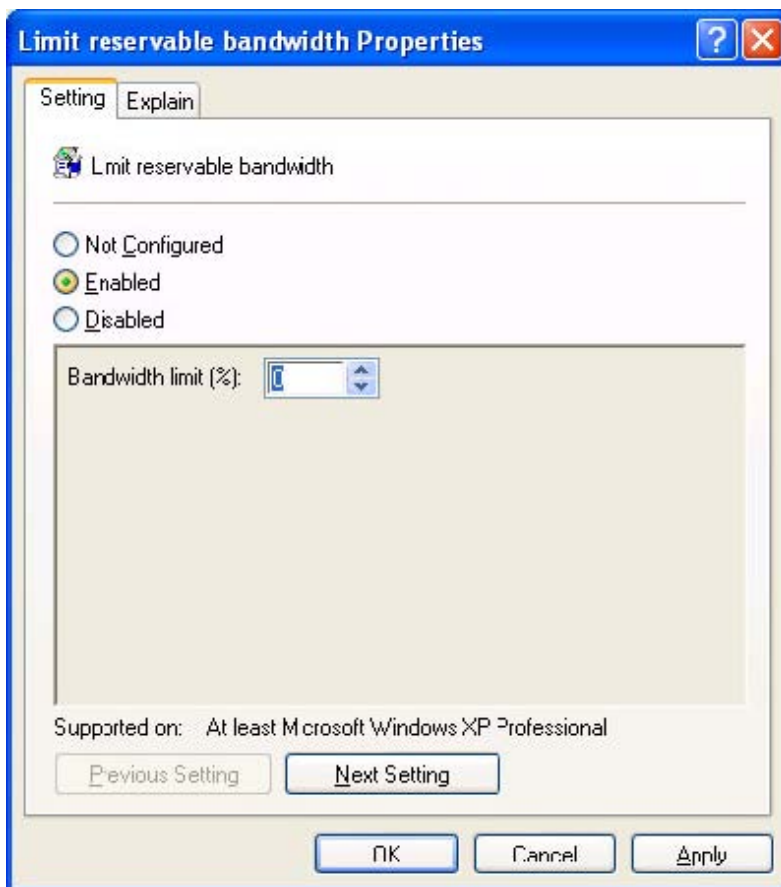 Limit reservable bandwidth Properties
Setting
Explain
Limit reservable bandwidth
Not Configured
Enabled
Disabled
Bandwidth limit (%): 0
Supported on: At least Microsoft Windows XP Professional
Previous Setting
Next Setting
OK
Cancel
Apply